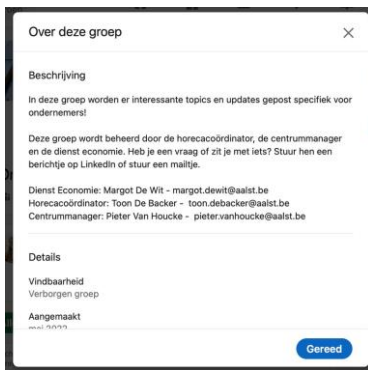 Over deze groep
Beschrijving
In deze groep worden er interessante topics en updates gepost specifiek voor
ondernemers!
Deze groep wordt beheerd door de horecacoördinator, de centrummanager
en de dienst economie. Heb je een vraag of zit je met iets? Stuur hen een
berichtje op LinkedIn of stuur een mailtje.
Dienst Economie: Margot De Wit - margot.dewit@aalst.be
Horecacoördinator: Toon De Backer - toon.debacker@aalst.be
Centrummanager: Pieter Van Houcke - pieter.vanhoucke@aalst.be
Details
Vindbaarheid
Verborgen groep
Aangemaakt
mei 2022
Gereed